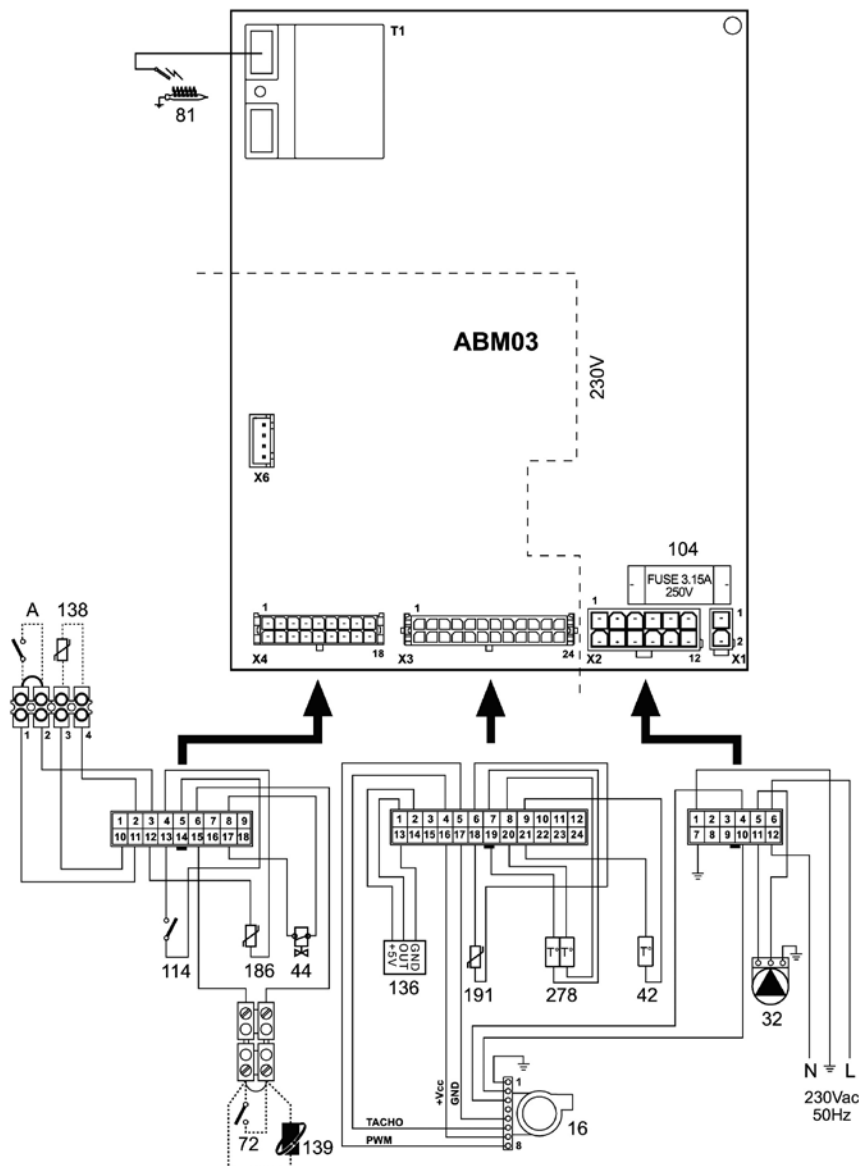 T1
81
ABM03
230V
X6
104
FUSE 3.15A
250V
1
18
X4
1
24
X3
1
12
X2
1
2
X1
A 138
1 2 3 4
1 2 3 4 5 6 7 8 9
10 11 12 13 14 15 16 17 18
1 2 3 4 5 6 7 8 9 10 11 12
13 14 15 16 17 18 19 20 21 22 23 24
1 2 3 4 5 6
7 8 9 10 11 12
114 186 44
GND
OUT
+5V
136
191
T° T°
278
T°
42
32
N L
230Vac
50Hz
+Vcc
GND
TACHO
PWM
1
8
16
72 139